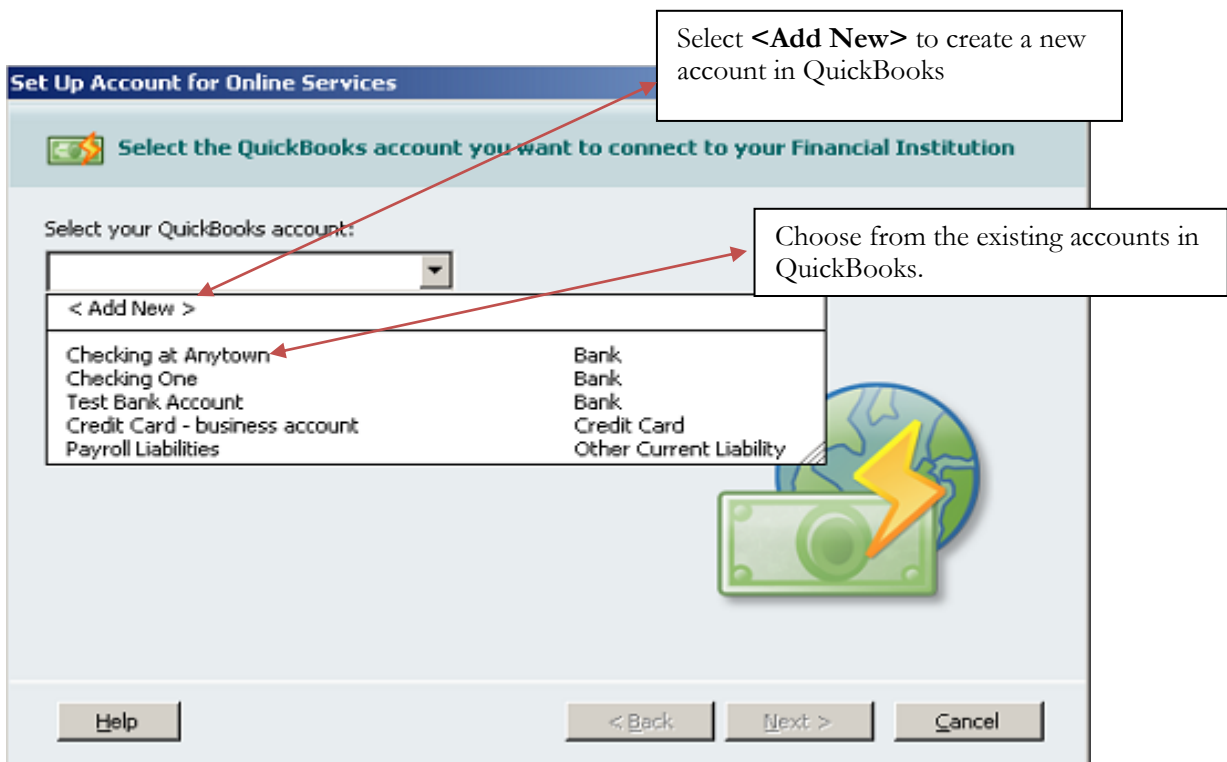 Select <Add New> to create a new
account in QuickBooks
Set Up Account for Online Services
Select the QuickBooks account you want to connect to your Financial Institution
Select your QuickBooks account:
Choose from the existing accounts in
QuickBooks.
< Add New >
Checking at Anytown Bank
Checking One Bank
Test Bank Account Bank
Credit Card - business account Credit Card
Payroll Liabilities Other Current Liability
Help < Back Next > Cancel